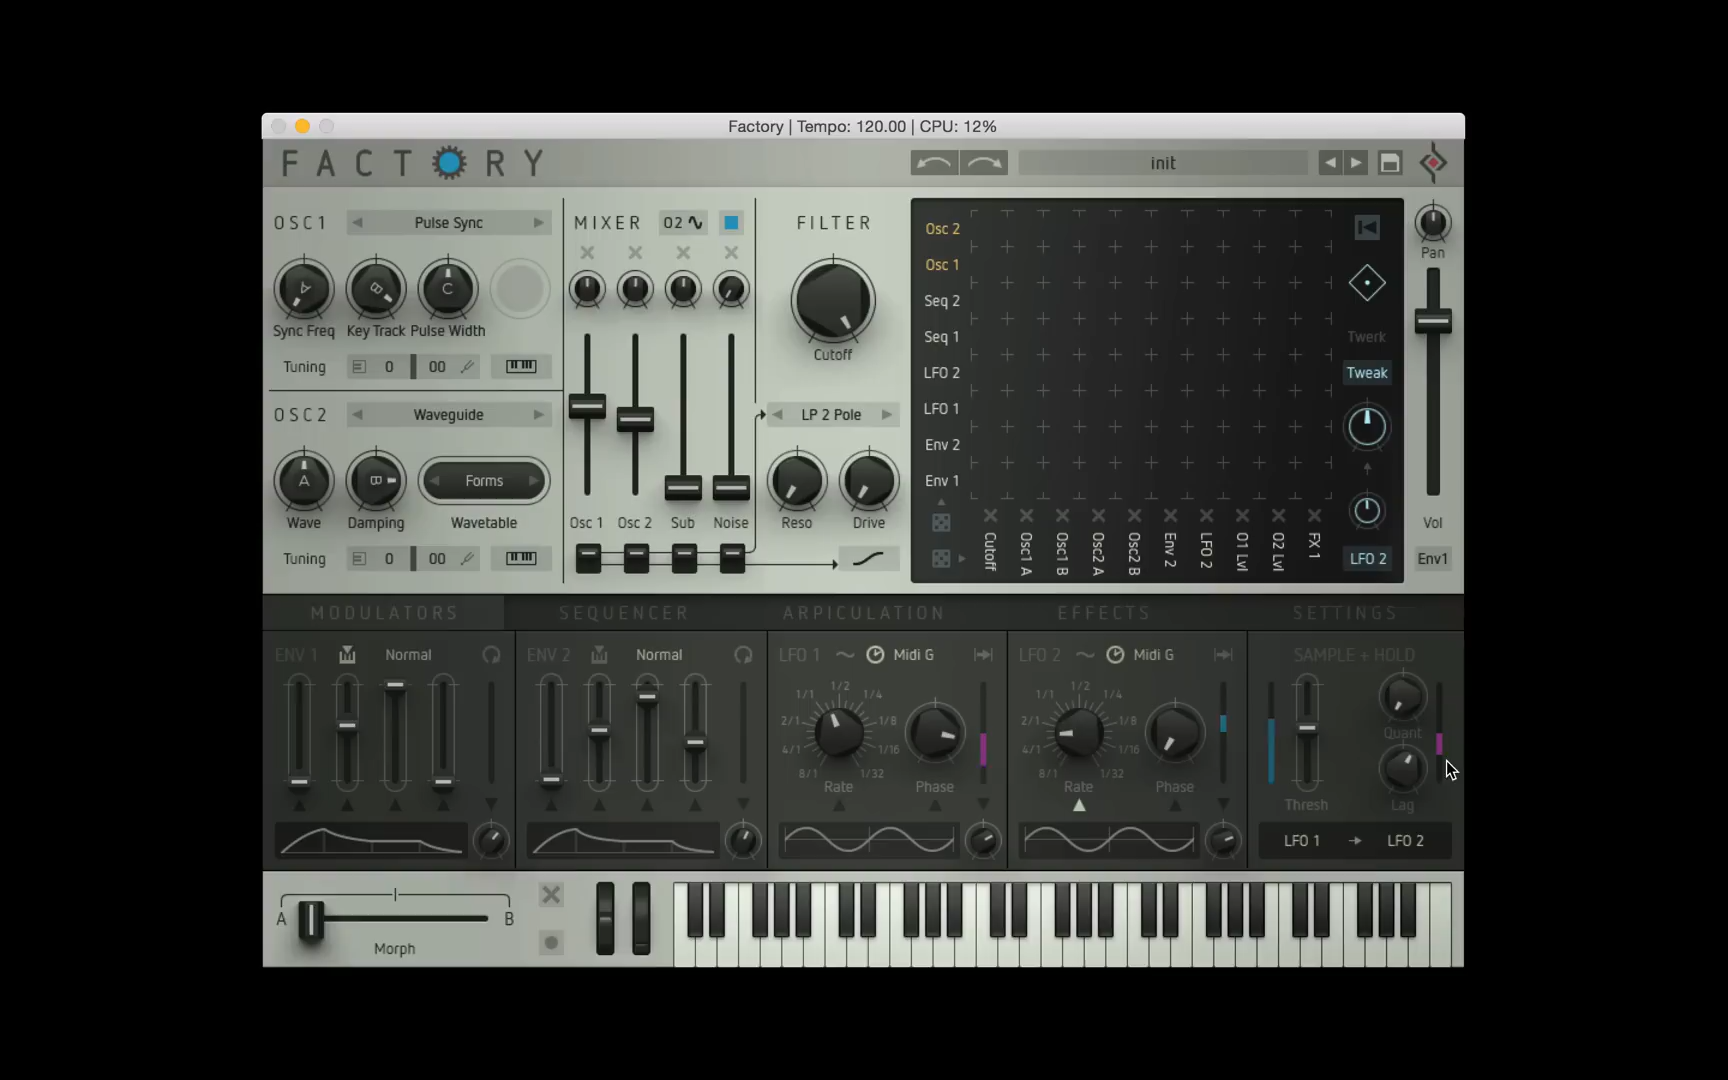 Factory | Tempo: 120.00 | CPU: 12%
FACTORY
init
OSC1
Pulse Sync
MIXER
O2
FILTER
Pan
A
B
C
Sync Freq
Key Track
Pulse Width
Cutoff
Tuning
0
00
OSC2
Waveguide
LP 2 Pole
A
B
Forms
Wave
Damping
Wavetable
Osc 1
Osc 2
Sub
Noise
Reso
Drive
Tuning
0
00
Osc 2
Osc 1
Seq 2
Seq 1
LFO 2
LFO 1
Env 2
Env 1
Twerk
Tweak
Cutoff
Osc1 A
Osc1 B
Osc2 A
Osc2 B
Env 2
LFO 2
O1 Lvl
O2 Lvl
FX 1
LFO 2
Vol
Env1
MODULATORS
SEQUENCER
ARPICULATION
EFFECTS
SETTINGS
ENV 1
Normal
ENV 2
Normal
LFO 1
Midi G
1/2
1/1
1/4
2/1
1/8
4/1
1/16
8/1
1/32
Rate
Phase
LFO 2
Midi G
1/2
1/1
1/4
2/1
1/8
4/1
1/16
8/1
1/32
Rate
Phase
SAMPLE + HOLD
Quant
Thresh
Lag
LFO 1
LFO 2
A
B
Morph